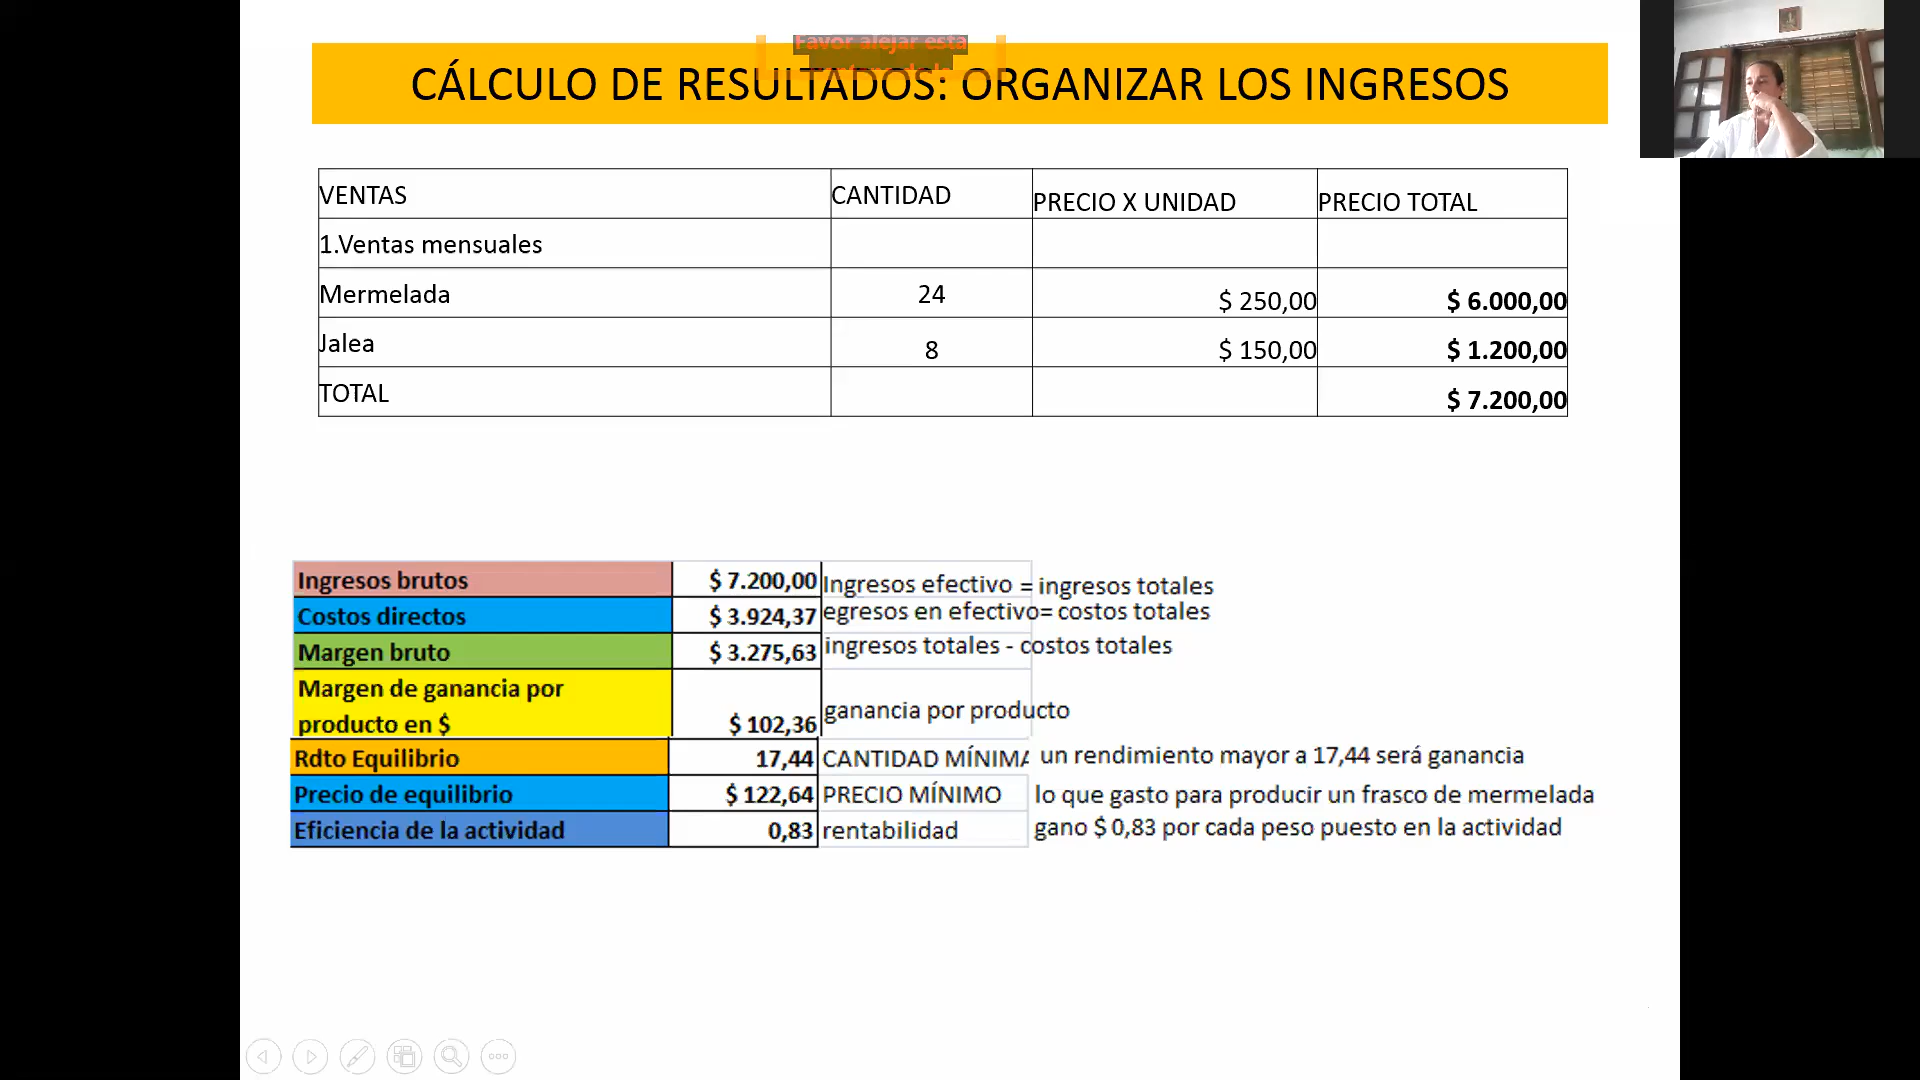 Favor alejar esta
CÁLCULO DE RESULTADOS: ORGANIZAR LOS INGRESOS
VENTAS CANTIDAD PRECIO X UNIDAD PRECIO TOTAL
1.Ventas mensuales
Mermelada 24 $ 250,00 $ 6.000,00
Jalea 8 $ 150,00 $ 1.200,00
TOTAL $ 7.200,00
Ingresos brutos $ 7.200,00 Ingresos efectivo = ingresos totales
Costos directos $ 3.924,37 egresos en efectivo= costos totales
Margen bruto $ 3.275,63 ingresos totales - costos totales
Margen de ganancia por
producto en $ $ 102,36 ganancia por producto
Rdto Equilibrio 17,44 CANTIDAD MÍNIMA un rendimiento mayor a 17,44 será ganancia
Precio de equilibrio $ 122,64 PRECIO MÍNIMO lo que gasto para producir un frasco de mermelada
Eficiencia de la actividad 0,83 rentabilidad gano $ 0,83 por cada peso puesto en la actividad